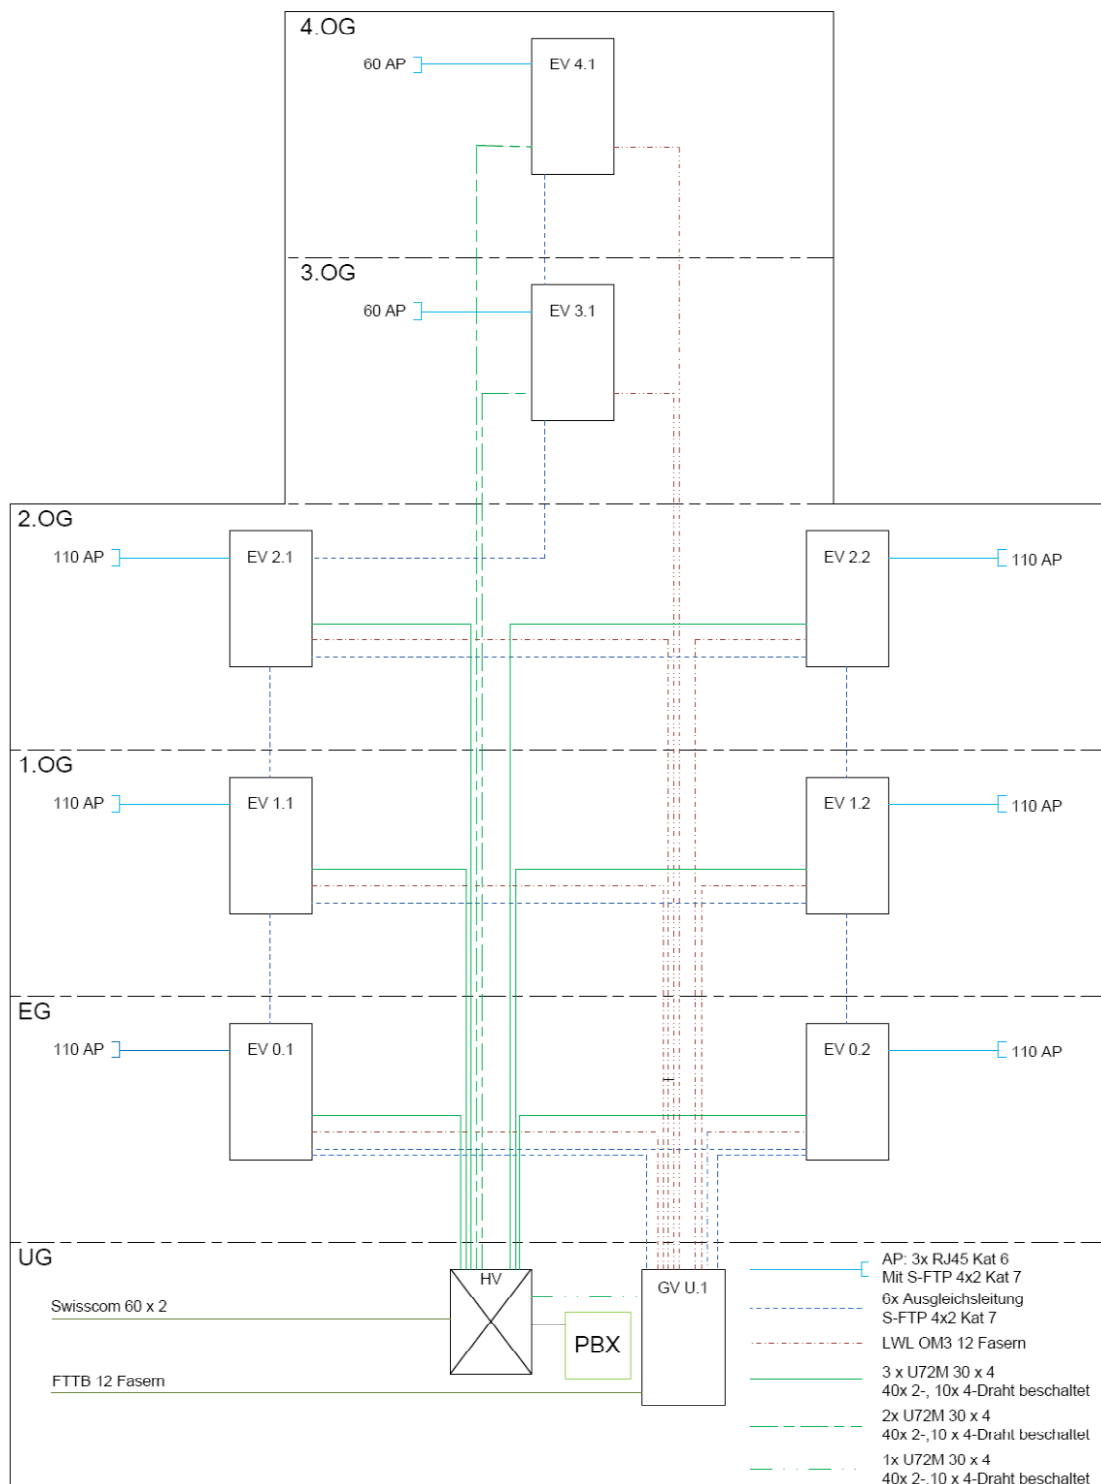 4.OG
60 AP
EV 4.1
3.OG
60 AP
EV 3.1
2.OG
110 AP
EV 2.1
EV 2.2
110 AP
1.OG
110 AP
EV 1.1
EV 1.2
110 AP
EG
110 AP
EV 0.1
EV 0.2
110 AP
UG
HV
GV U.1
Swisscom 60 x 2
PBX
FTTB 12 Fasern
AP: 3x RJ45 Kat 6
Mit S-FTP 4x2 Kat 7
6x Ausgleichsleitung
S-FTP 4x2 Kat 7
LWL OM3 12 Fasern
3 x U72M 30 x 4
40x 2-, 10x 4-Draht beschaltet
2x U72M 30 x 4
40x 2-,10 x 4-Draht beschaltet
1x U72M 30 x 4
40x 2-,10 x 4-Draht beschaltet